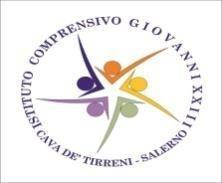 ISTITUTO COMPRENSIVO GIOVANNI XXIII
CAVA DE' TIRRENI - SALERNO